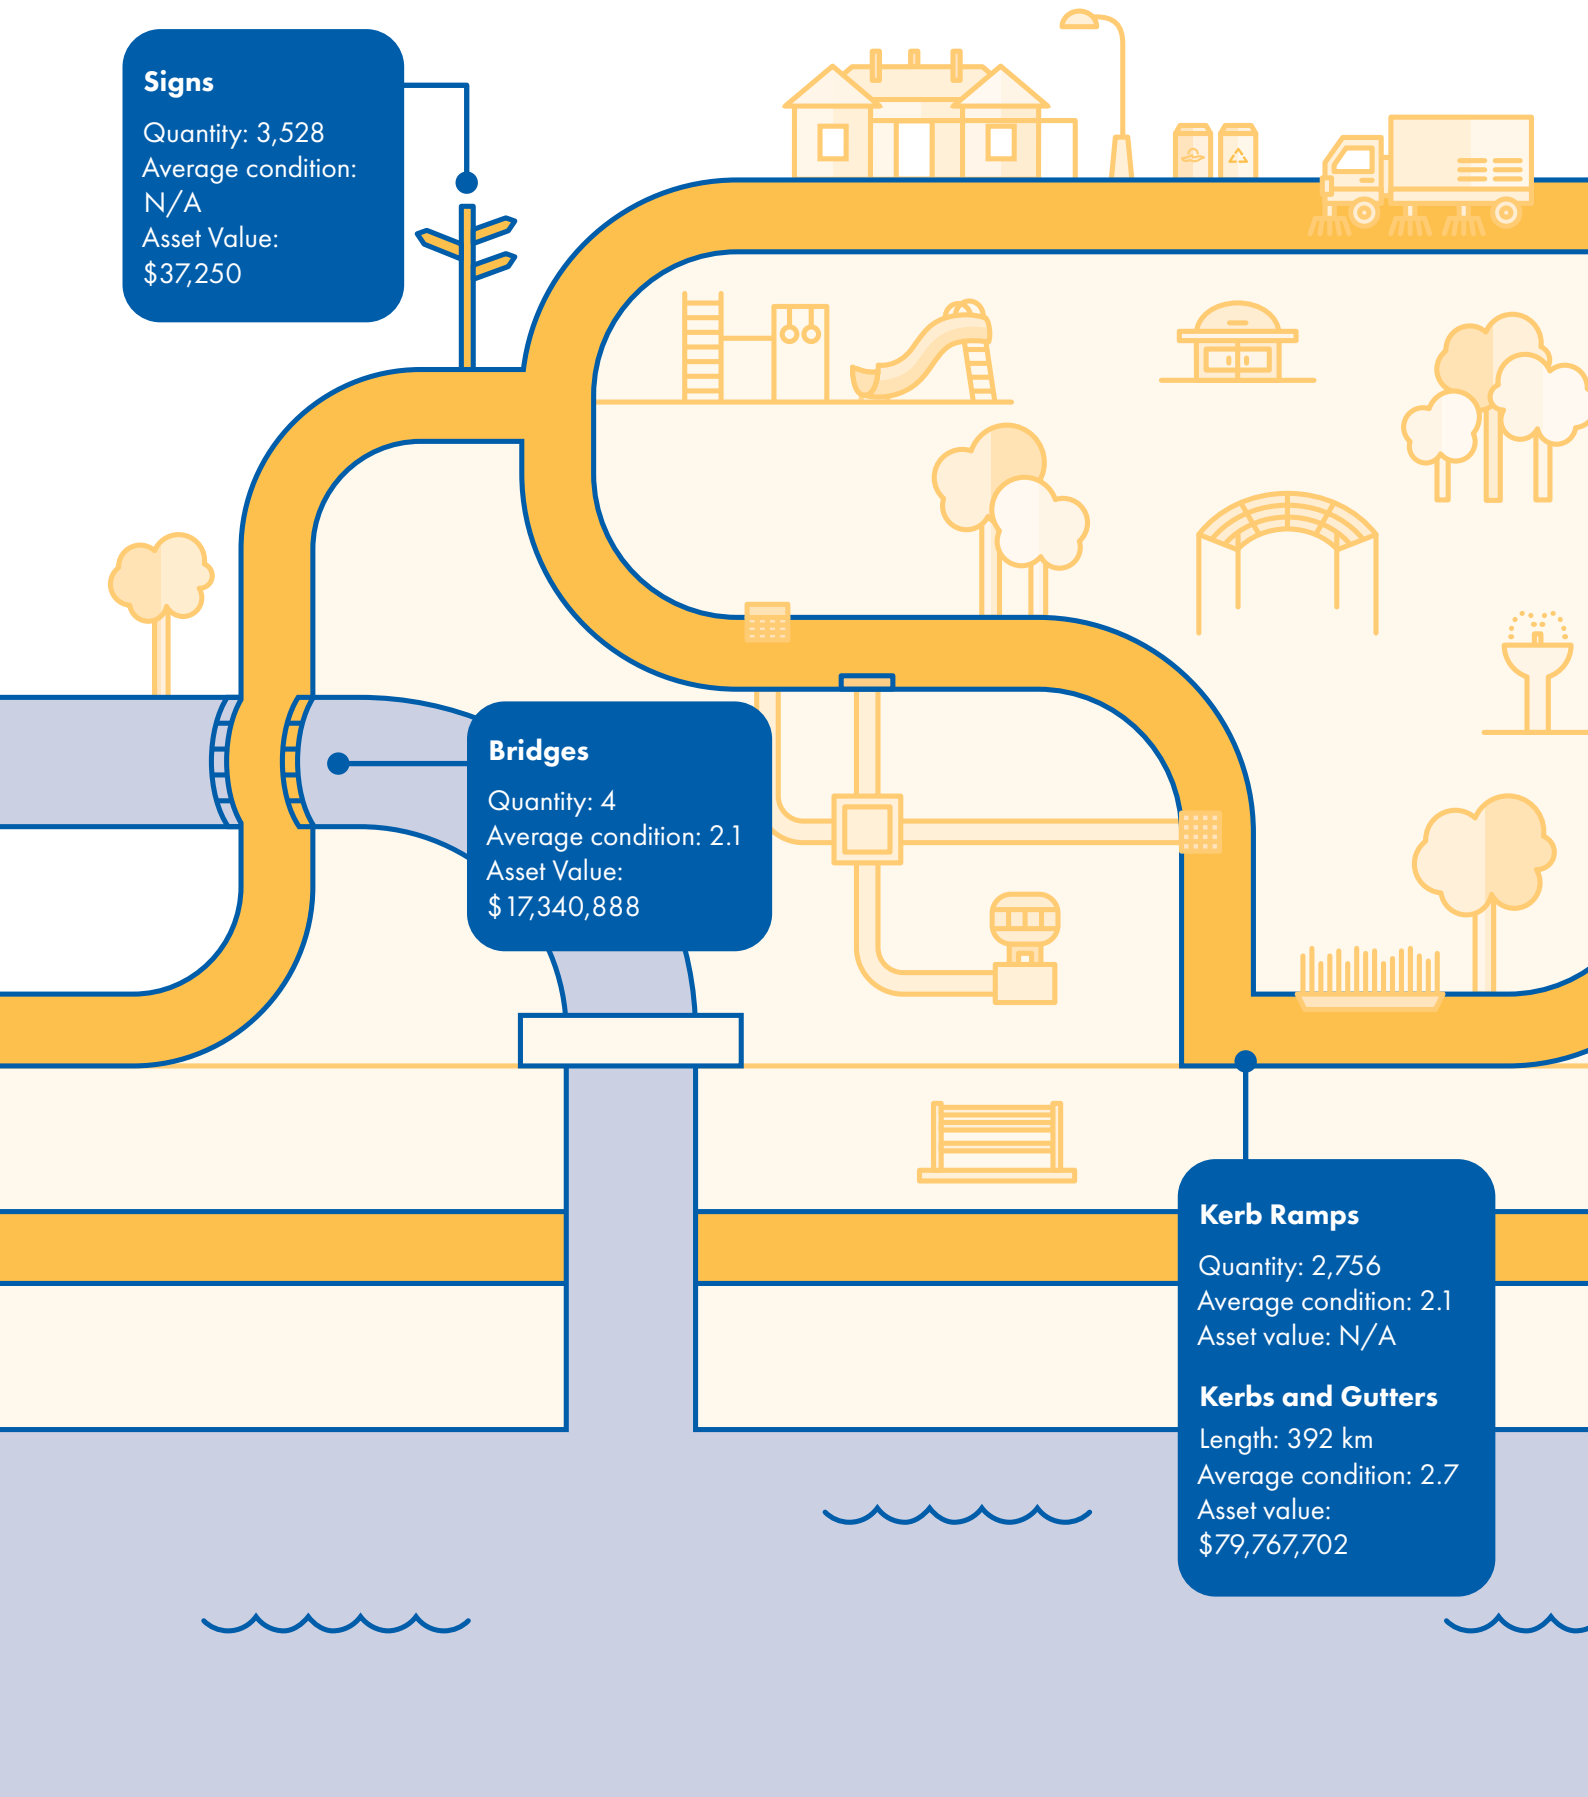 Signs
Quantity: 3,528
Average condition:
N/A
Asset Value:
$37,250
Bridges
Quantity: 4
Average condition: 2.1
Asset Value:
$17,340,888
Kerb Ramps
Quantity: 2,756
Average condition: 2.1
Asset value: N/A
Kerbs and Gutters
Length: 392 km
Average condition: 2.7
Asset value:
$79,767,702